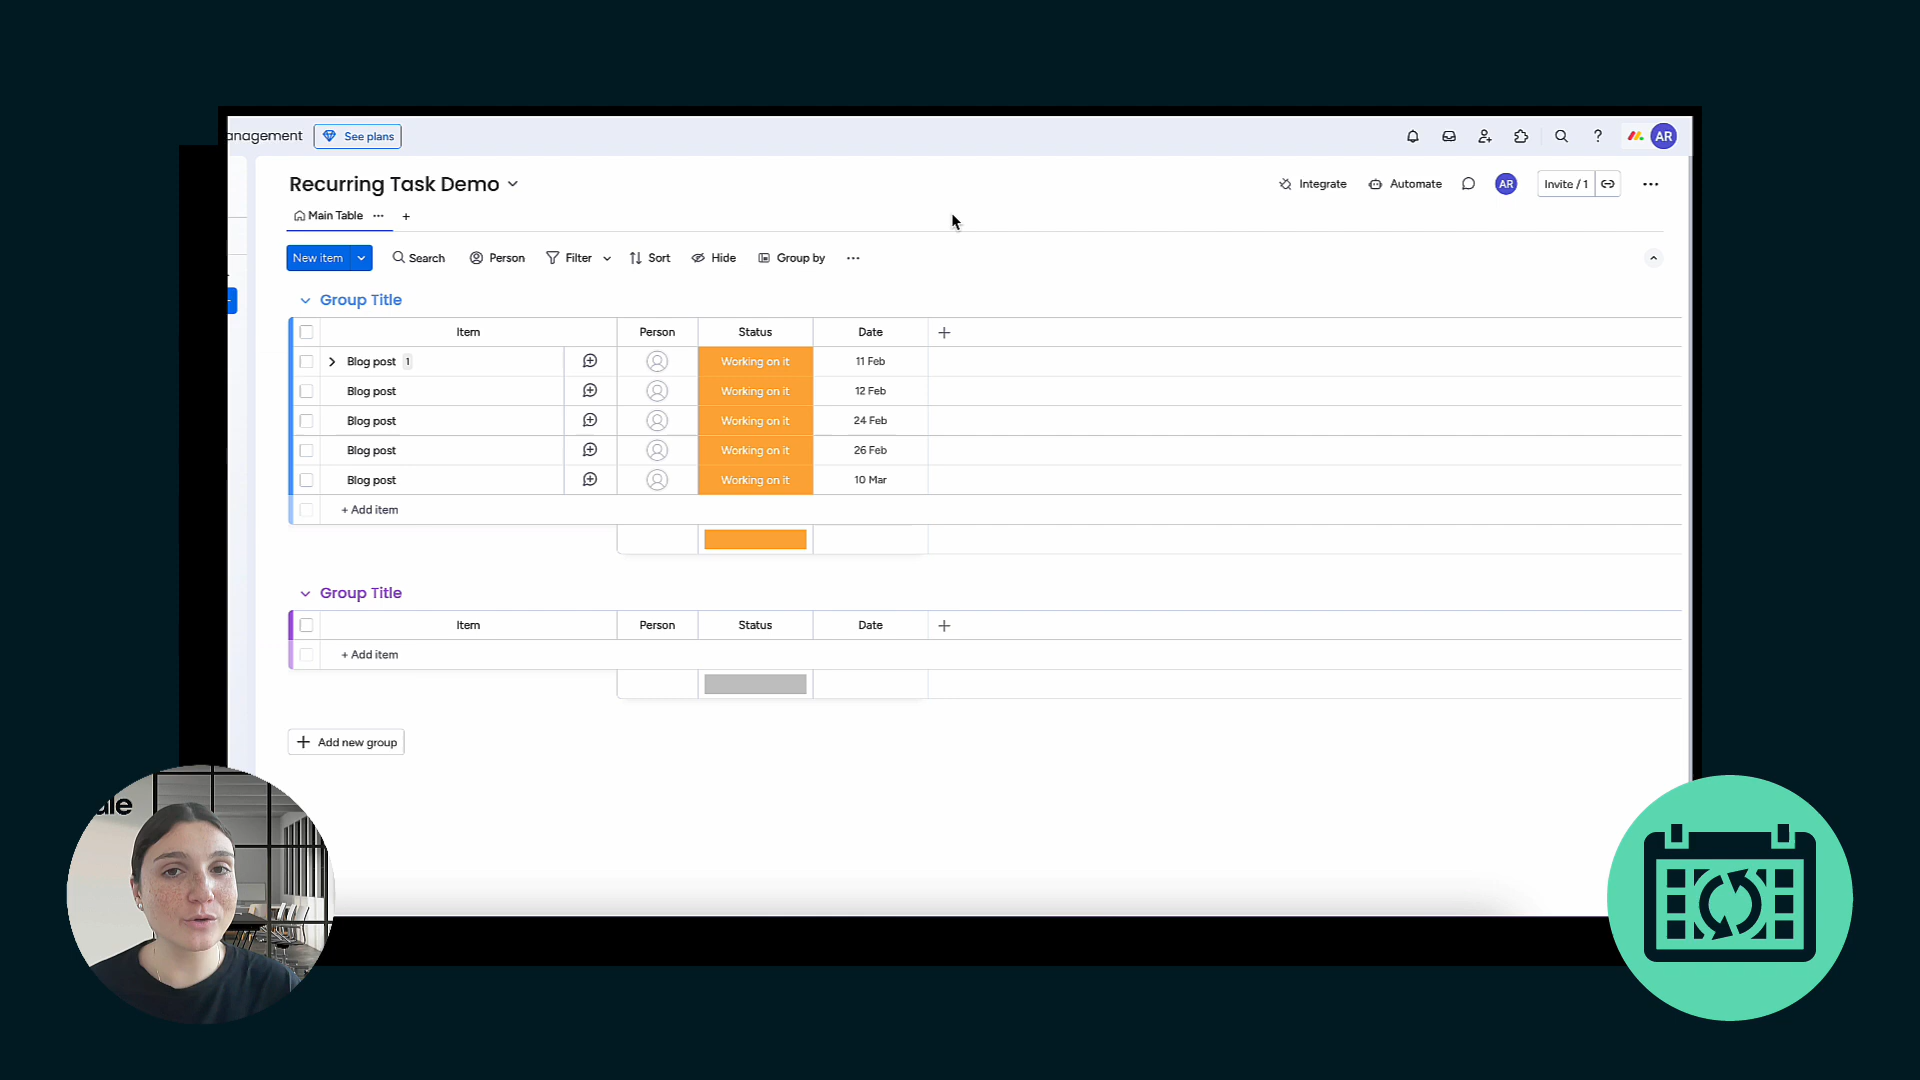 anagement
See plans
AR
Recurring Task Demo
Integrate
Automate
AR
Invite / 1
Main Table
New item
Search
Person
Filter
Sort
Hide
Group by
Group Title
Item Person Status Date
Blog post 1 Working on it 11 Feb
Blog post Working on it 12 Feb
Blog post Working on it 24 Feb
Blog post Working on it 26 Feb
Blog post Working on it 10 Mar
+ Add item
Group Title
Item Person Status Date
+ Add item
Add new group